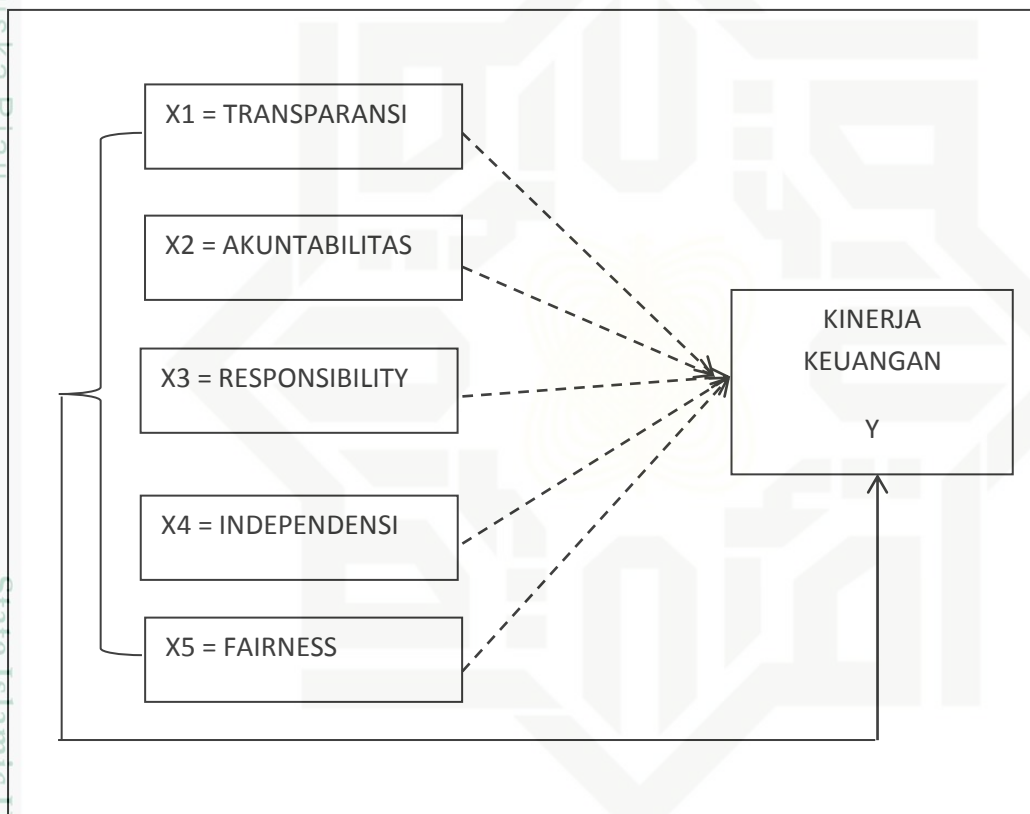 X1 = TRANSPARANSI
X2 = AKUNTABILITAS
X3 = RESPONSIBILITY
X4 = INDEPENDENSI
X5 = FAIRNESS
KINERJA
KEUANGAN
Y